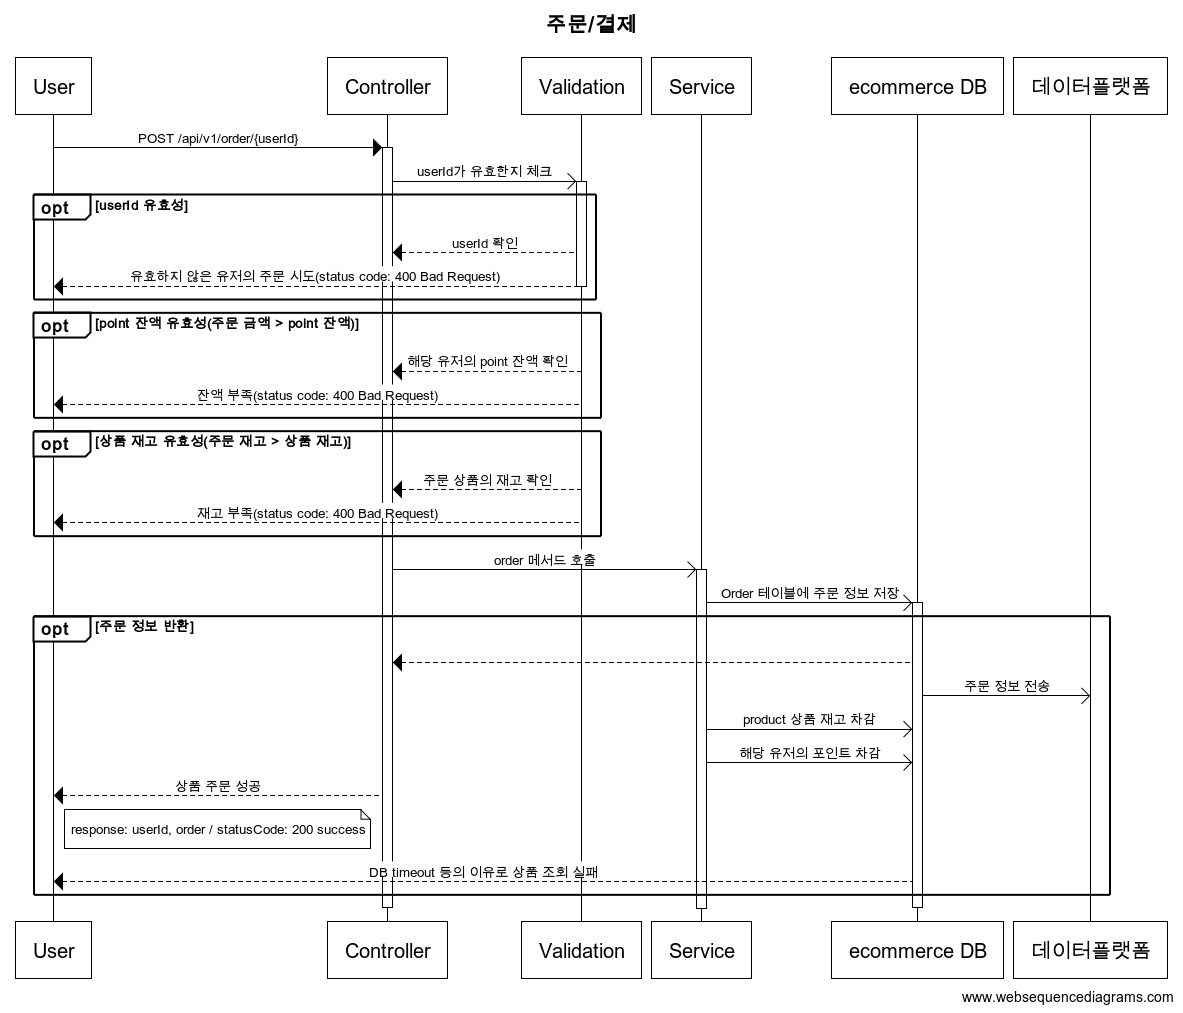 주문/결제
User
Controller
Validation
Service
ecommerce DB
데이터플랫폼
POST /api/v1/order/{userId}
userId가 유효한지 체크
opt
[userId 유효성]
userId 확인
유효하지 않은 유저의 주문 시도(status code: 400 Bad Request)
opt
[point 잔액 유효성(주문 금액 > point 잔액)]
해당 유저의 point 잔액 확인
잔액 부족(status code: 400 Bad Request)
opt
[상품 재고 유효성(주문 재고 > 상품 재고)]
주문 상품의 재고 확인
재고 부족(status code: 400 Bad Request)
order 메서드 호출
Order 테이블에 주문 정보 저장
opt
[주문 정보 반환]
주문 정보 전송
product 상품 재고 차감
해당 유저의 포인트 차감
상품 주문 성공
response: userId, order / statusCode: 200 success
DB timeout 등의 이유로 상품 조회 실패
User
Controller
Validation
Service
ecommerce DB
데이터플랫폼
www.websequencediagrams.com